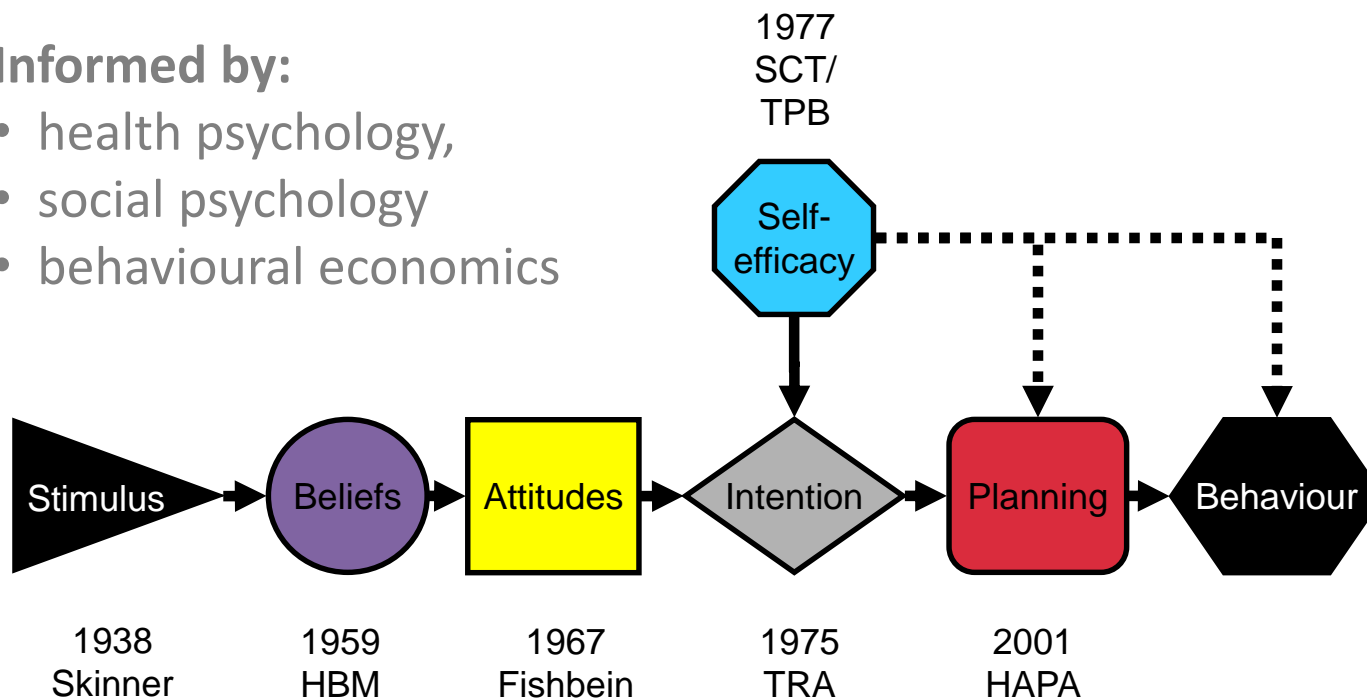 Informed by:
• health psychology,
• social psychology
• behavioural economics
1977
SCT/
TPB
Self-
efficacy
Stimulus
Beliefs
Attitudes
Intention
Planning
Behaviour
1938
Skinner
1959
HBM
1967
Fishbein
1975
TRA
2001
HAPA